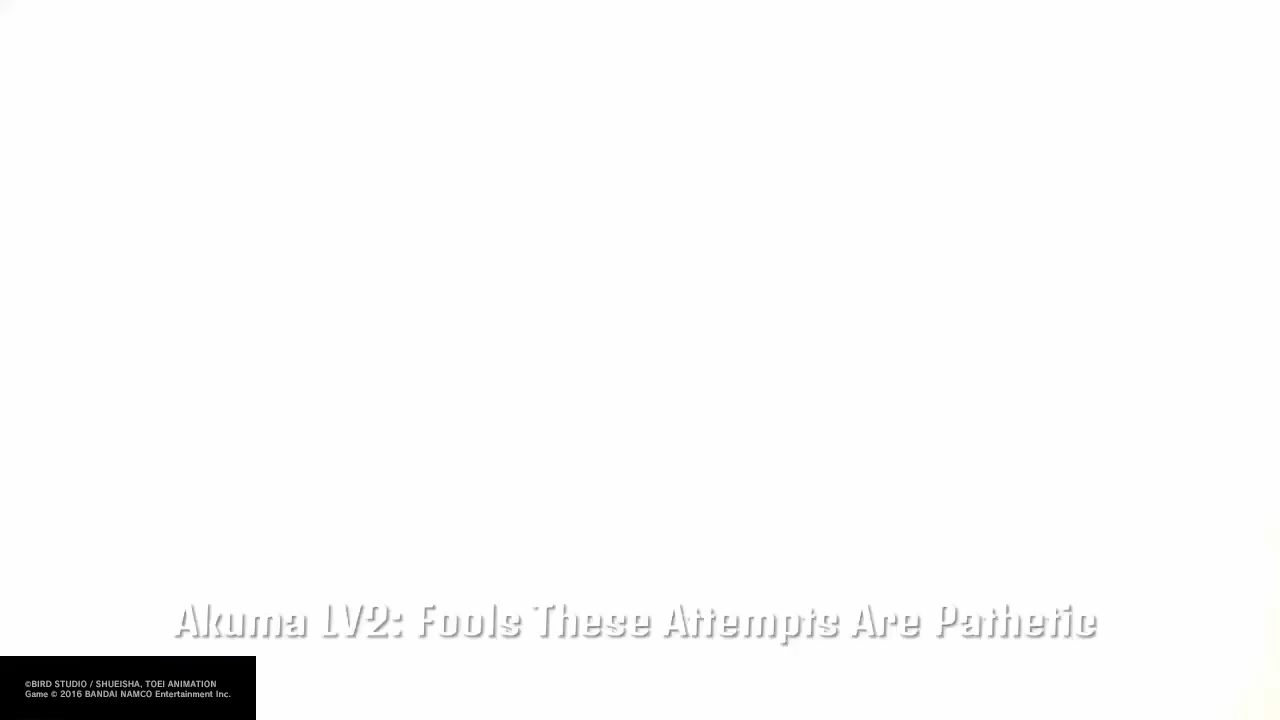 Akuma LV2: Fools These Attempts Are Pathetic
©BIRD STUDIO / SHUEISHA, TOEI ANIMATION
Game © 2016 BANDAI NAMCO Entertainment Inc.